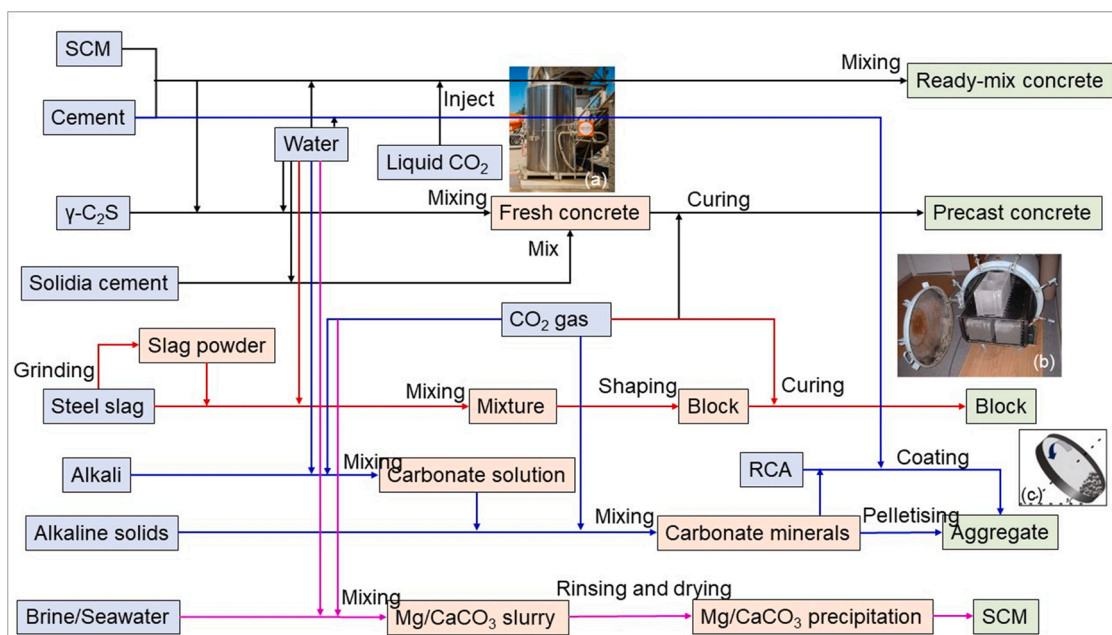 SCM
Mixing
Ready-mix concrete
Inject
Cement
Water
Liquid CO₂
(a)
γ-C₂S
Mixing
Fresh concrete
Curing
Precast concrete
Mix
Solidia cement
CO₂ gas
Slag powder
(b)
Grinding
Steel slag
Mixing
Mixture
Shaping
Block
Curing
Block
Alkali
Mixing
Carbonate solution
RCA
Coating
(c)
Alkaline solids
Mixing
Carbonate minerals
Pelletising
Aggregate
Brine/Seawater
Mixing
Mg/CaCO₃ slurry
Rinsing and drying
Mg/CaCO₃ precipitation
SCM